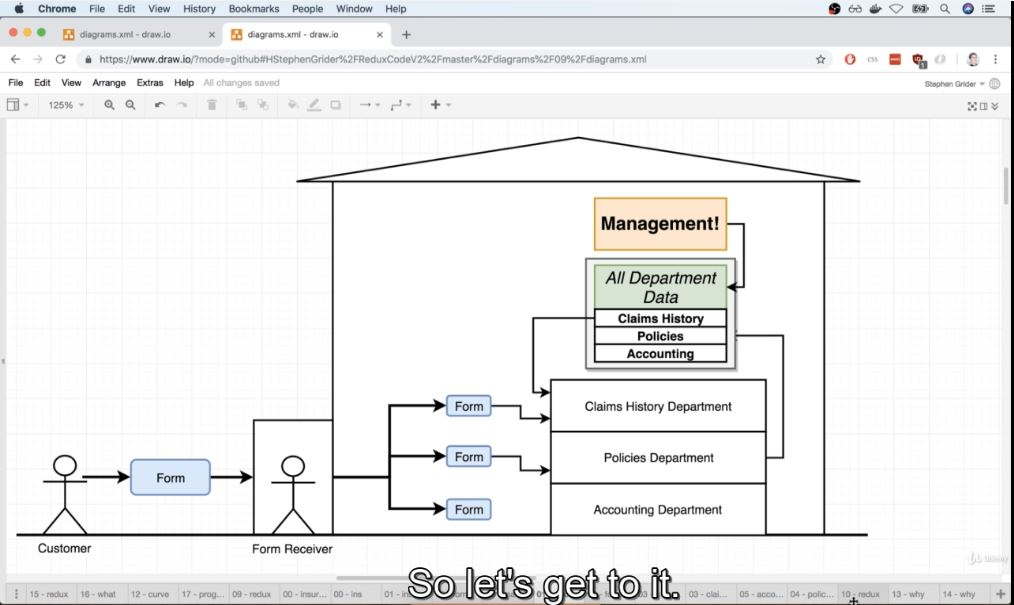 Chrome File Edit View History Bookmarks People Window Help
diagrams.xml - draw.io
diagrams.xml - draw.io
https://www.draw.io/?mode=github#HStephenGrider%2FReduxCodeV2%2Fmaster%2Fdiagrams%2F09%2Fdiagrams.xml
File Edit View Arrange Extras Help All changes saved
Stephen Grider
125%
Management!
All Department
Data
Claims History
Policies
Accounting
Form
Claims History Department
Form
Policies Department
Form
Form
Accounting Department
Customer
Form Receiver
Udemy
So let's get to it.
15 - redux 16 - what 12 - curve 17 - prog... 09 - redux 00 - insur... 00 - ins 03 - clai... 05 - acco... 04 - polic... 10 - redux 13 - why 14 - why